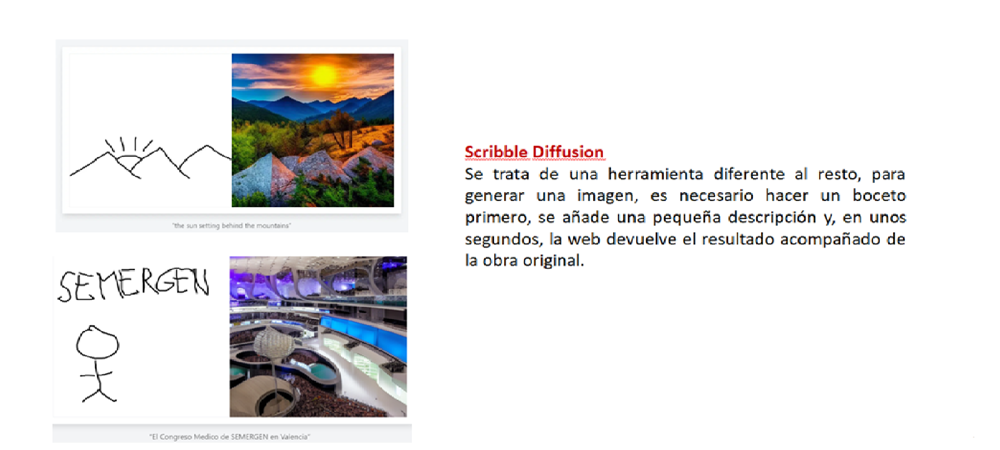 "the sun setting behind the mountains"
SEMERGEN
"El Congreso Medico de SEMERGEN en Valencia"
Scribble Diffusion
Se trata de una herramienta diferente al resto, para
generar una imagen, es necesario hacer un boceto
primero, se añade una pequeña descripción y, en unos
segundos, la web devuelve el resultado acompañado de
la obra original.